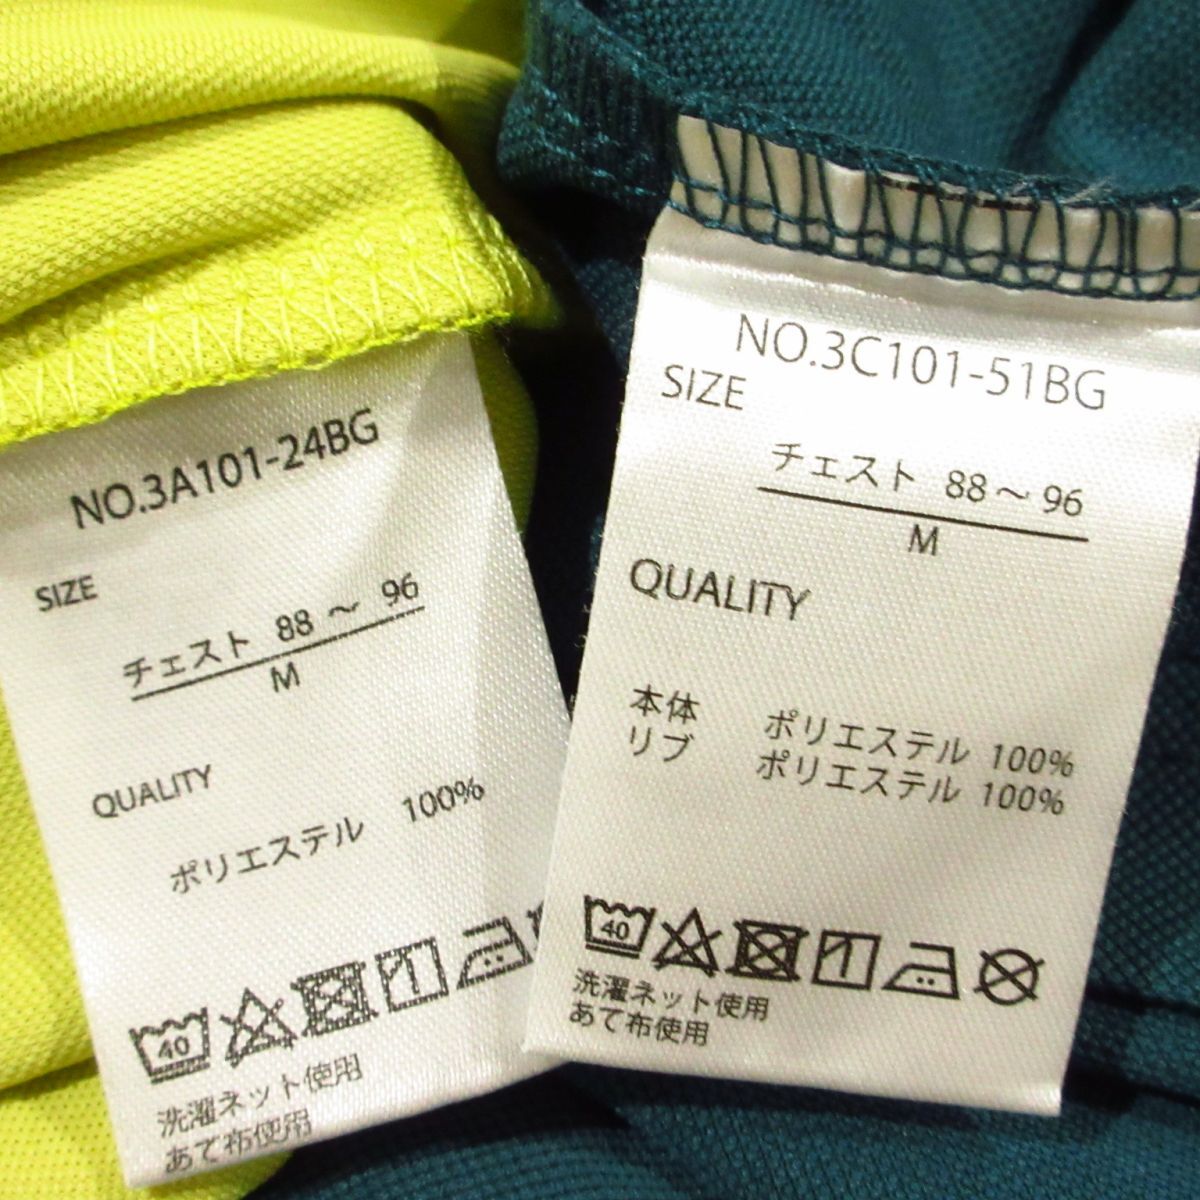 NO.3A101-24BG
SIZE
チェスト 88～96
M
QUALITY
ポリエステル 100%
40
洗濯ネット使用
あて布使用
NO.3C101-51BG
SIZE
チェスト 88～96
M
QUALITY
本体 ポリエステル 100%
リブ ポリエステル 100%
40
洗濯ネット使用
あて布使用